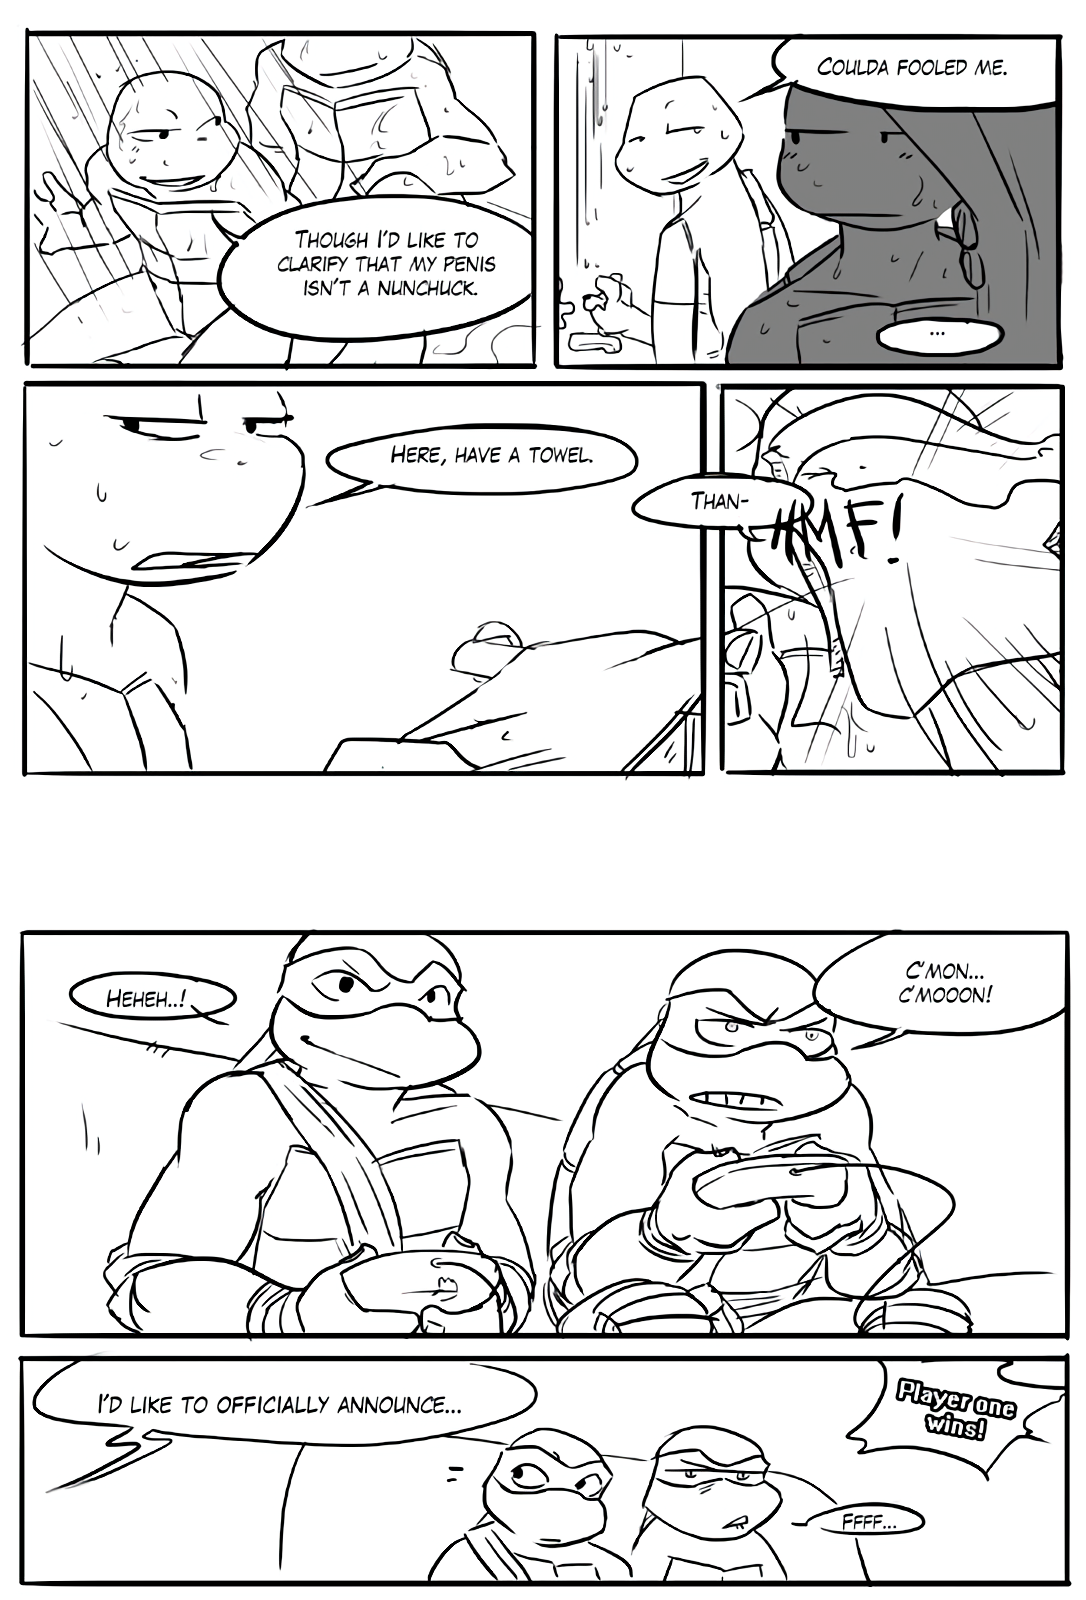 THOUGH I'D LIKE TO
CLARIFY THAT MY PENIS
ISN'T A NUNCHUCK.
COULDA FOOLED ME.
...
HERE, HAVE A TOWEL.
THAN-
HMF!
HEHEH..!
C'MON...
C'MOOON!
I'D LIKE TO OFFICIALLY ANNOUNCE...
Player one
wins!
FFFF...